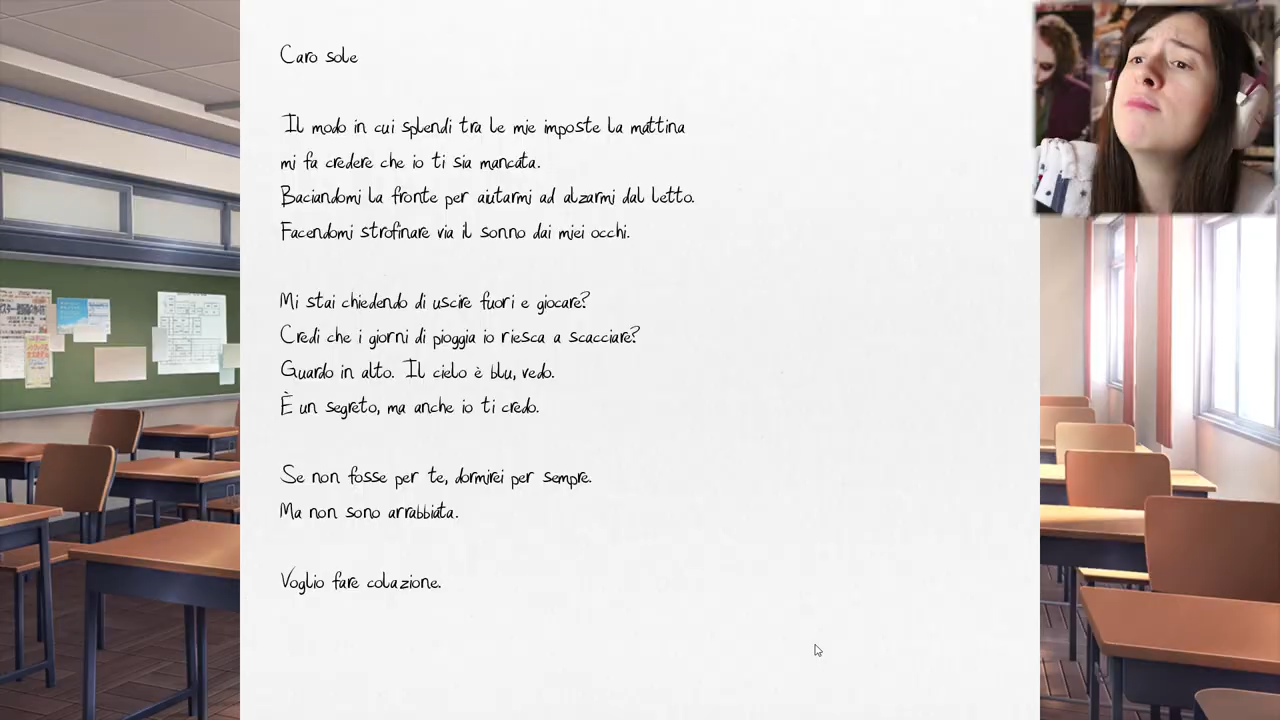 Caro sole
Il modo in cui splendi tra le mie imposte la mattina
mi fa credere che io ti sia mancata.
Baciandomi la fronte per aiutarmi ad alzarmi dal letto.
Facendomi strofinare via il sonno dai miei occhi.
Mi stai chiedendo di uscire fuori e giocare?
Credi che i giorni di pioggia io riesca a scacciare?
Guardo in alto. Il cielo è blu, vedo.
È un segreto, ma anche io ti credo.
Se non fosse per te, dormirei per sempre.
Ma non sono arrabbiata.
Voglio fare colazione.